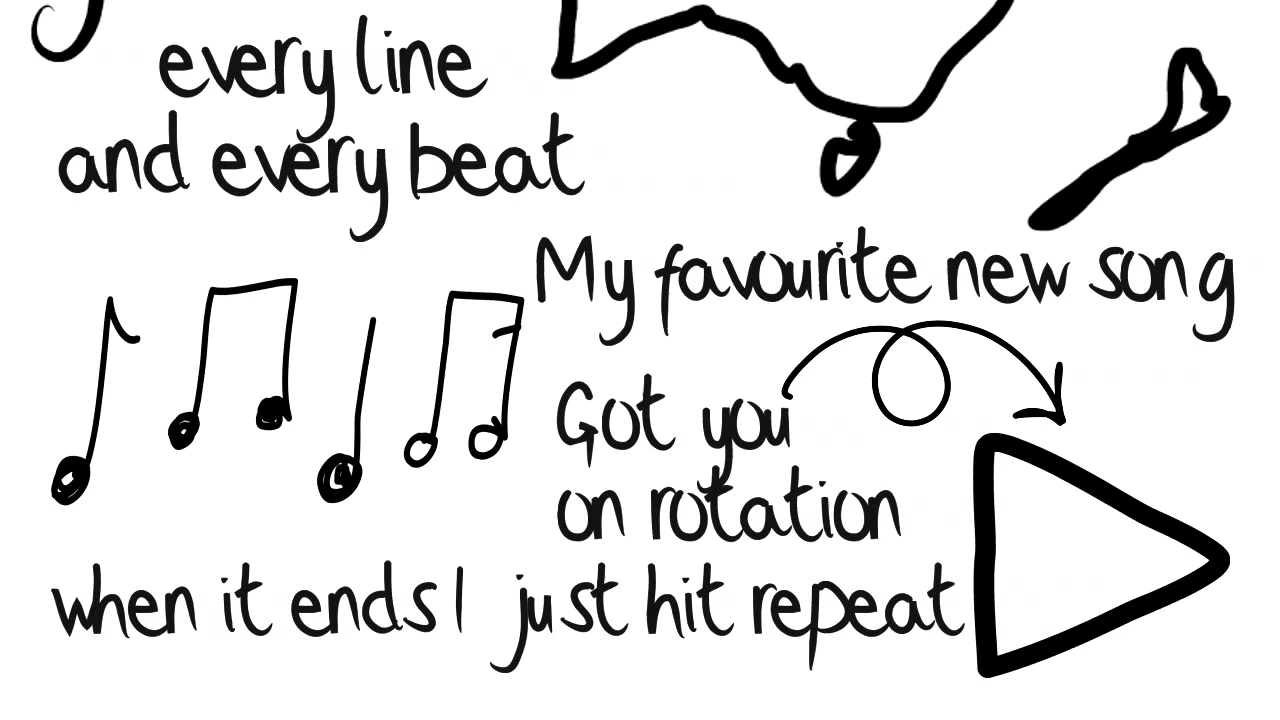 every line
and every beat
My favourite new song
Got you
on rotation
when it ends I just hit repeat